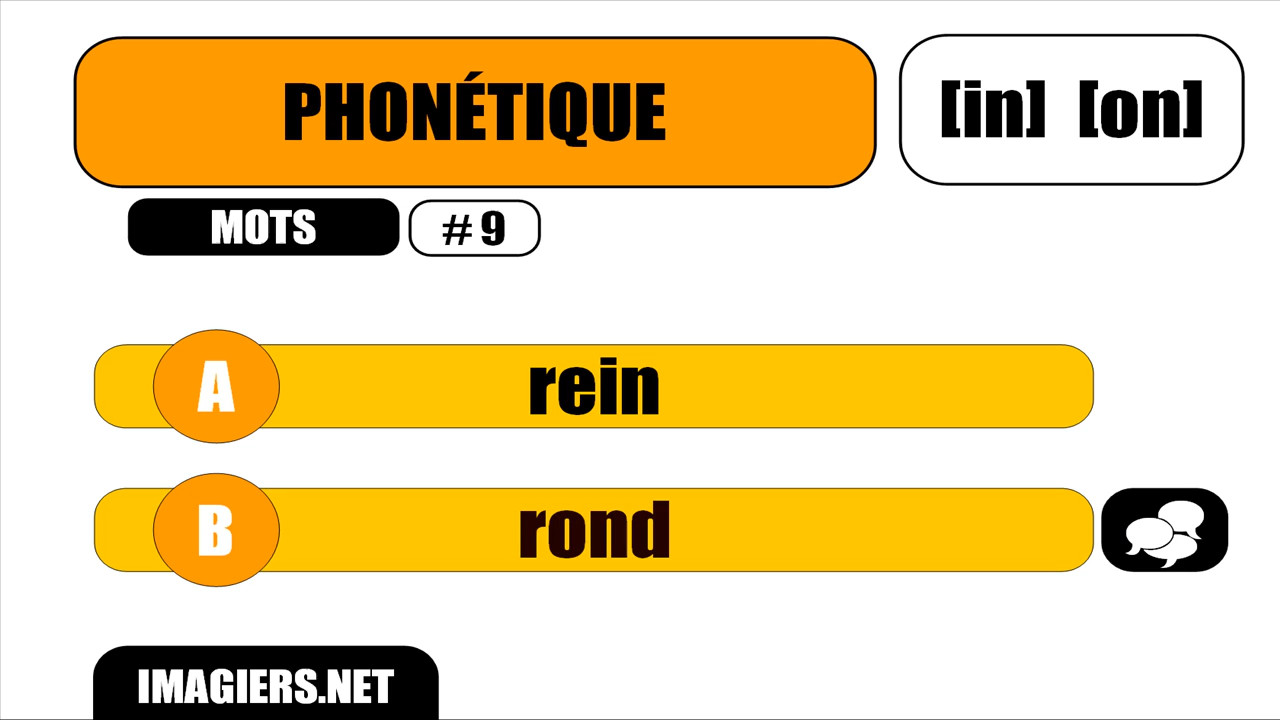 PHONÉTIQUE
[in] [on]
MOTS
# 9
A
rein
B
rond
IMAGIERS.NET